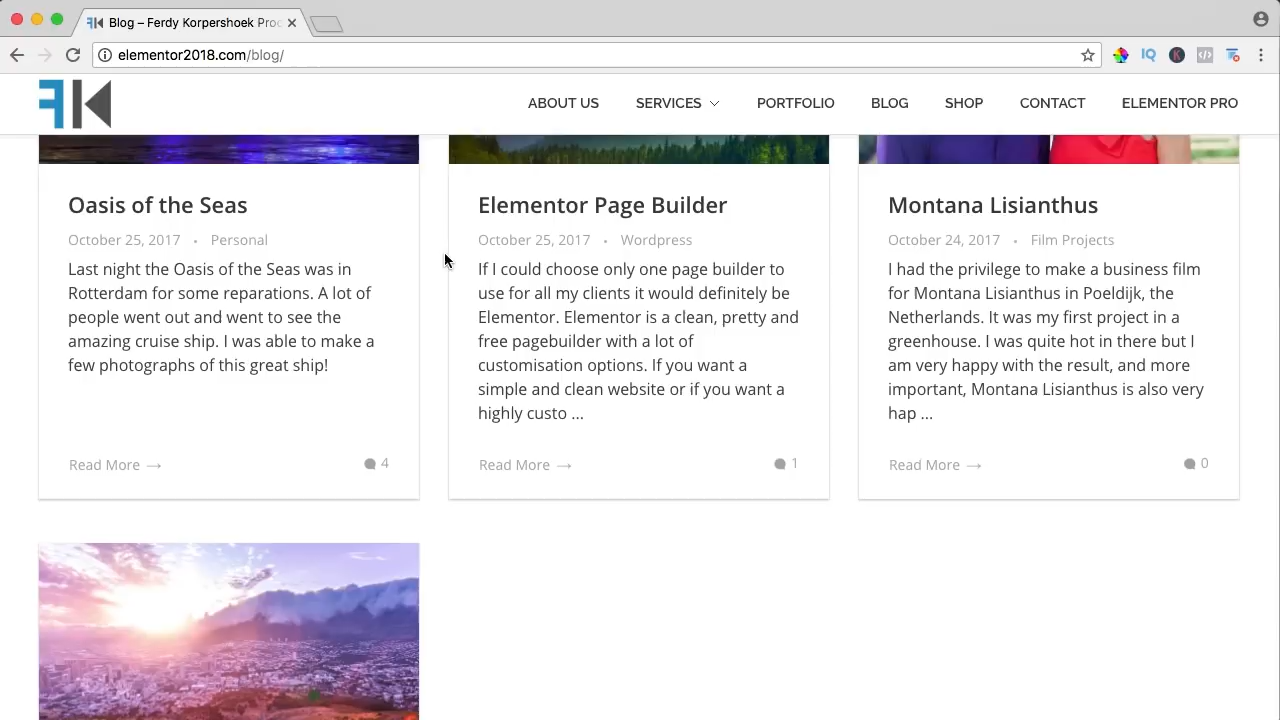 Blog – Ferdy Korpershoek Pro
elementor2018.com/blog/
FK
ABOUT US SERVICES PORTFOLIO BLOG SHOP CONTACT ELEMENTOR PRO
Oasis of the Seas
October 25, 2017 • Personal
Last night the Oasis of the Seas was in
Rotterdam for some reparations. A lot of
people went out and went to see the
amazing cruise ship. I was able to make a
few photographs of this great ship!
Read More →
4
Elementor Page Builder
October 25, 2017 • Wordpress
If I could choose only one page builder to
use for all my clients it would definitely be
Elementor. Elementor is a clean, pretty and
free pagebuilder with a lot of
customisation options. If you want a
simple and clean website or if you want a
highly custo ...
Read More →
1
Montana Lisianthus
October 24, 2017 • Film Projects
I had the privilege to make a business film
for Montana Lisianthus in Poeldijk, the
Netherlands. It was my first project in a
greenhouse. I was quite hot in there but I
am very happy with the result, and more
important, Montana Lisianthus is also very
hap ...
Read More →
0